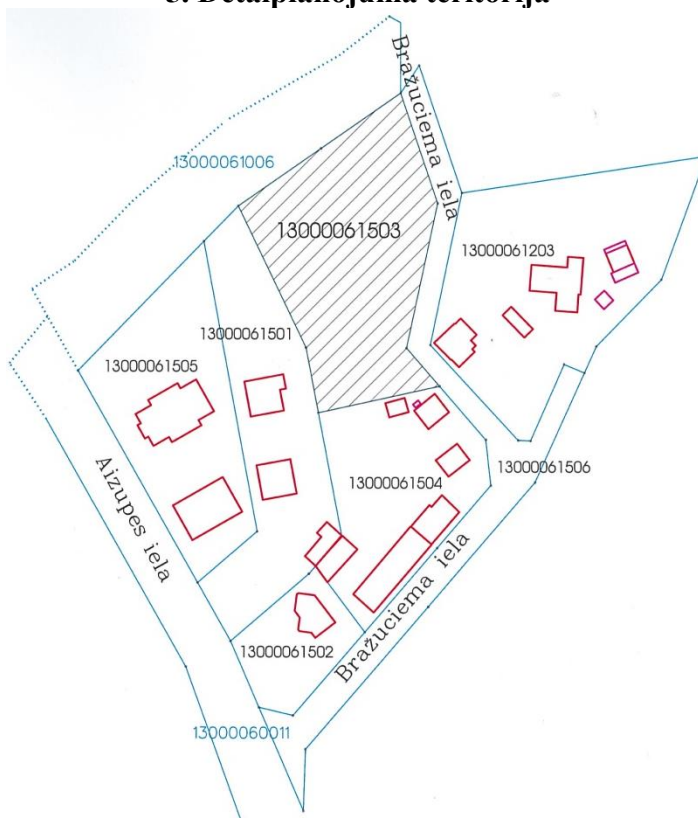 3. Detālplānojuma teritorija
Bražuciema iela
13000061006
13000061503
13000061203
13000061501
13000061505
13000061506
13000061504
Aizupes iela
Bražuciema iela
13000061502
13000060011